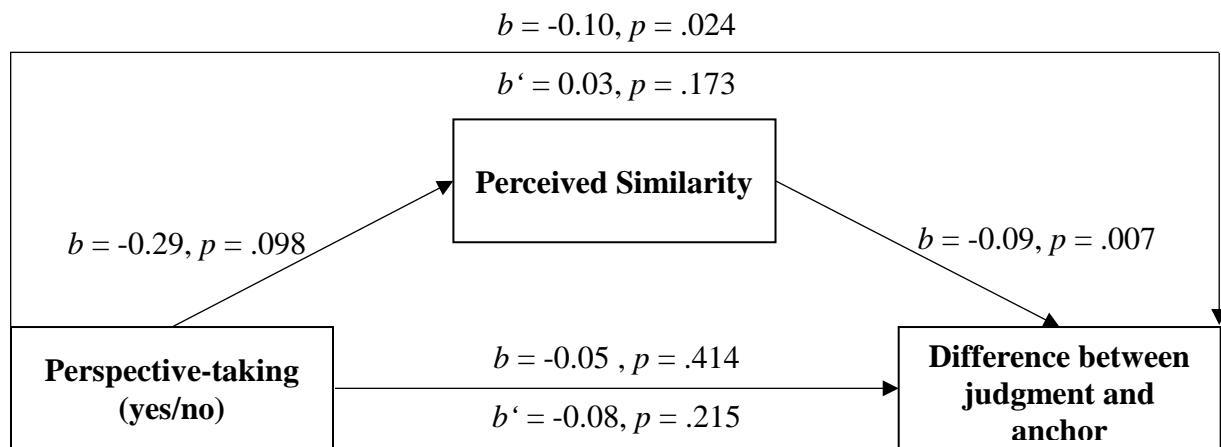 b = -0.10, p = .024
b‘ = 0.03, p = .173
Perceived Similarity
b = -0.29, p = .098
b = -0.09, p = .007
Perspective-taking
(yes/no)
b = -0.05 , p = .414
b‘ = -0.08, p = .215
Difference between
judgment and
anchor